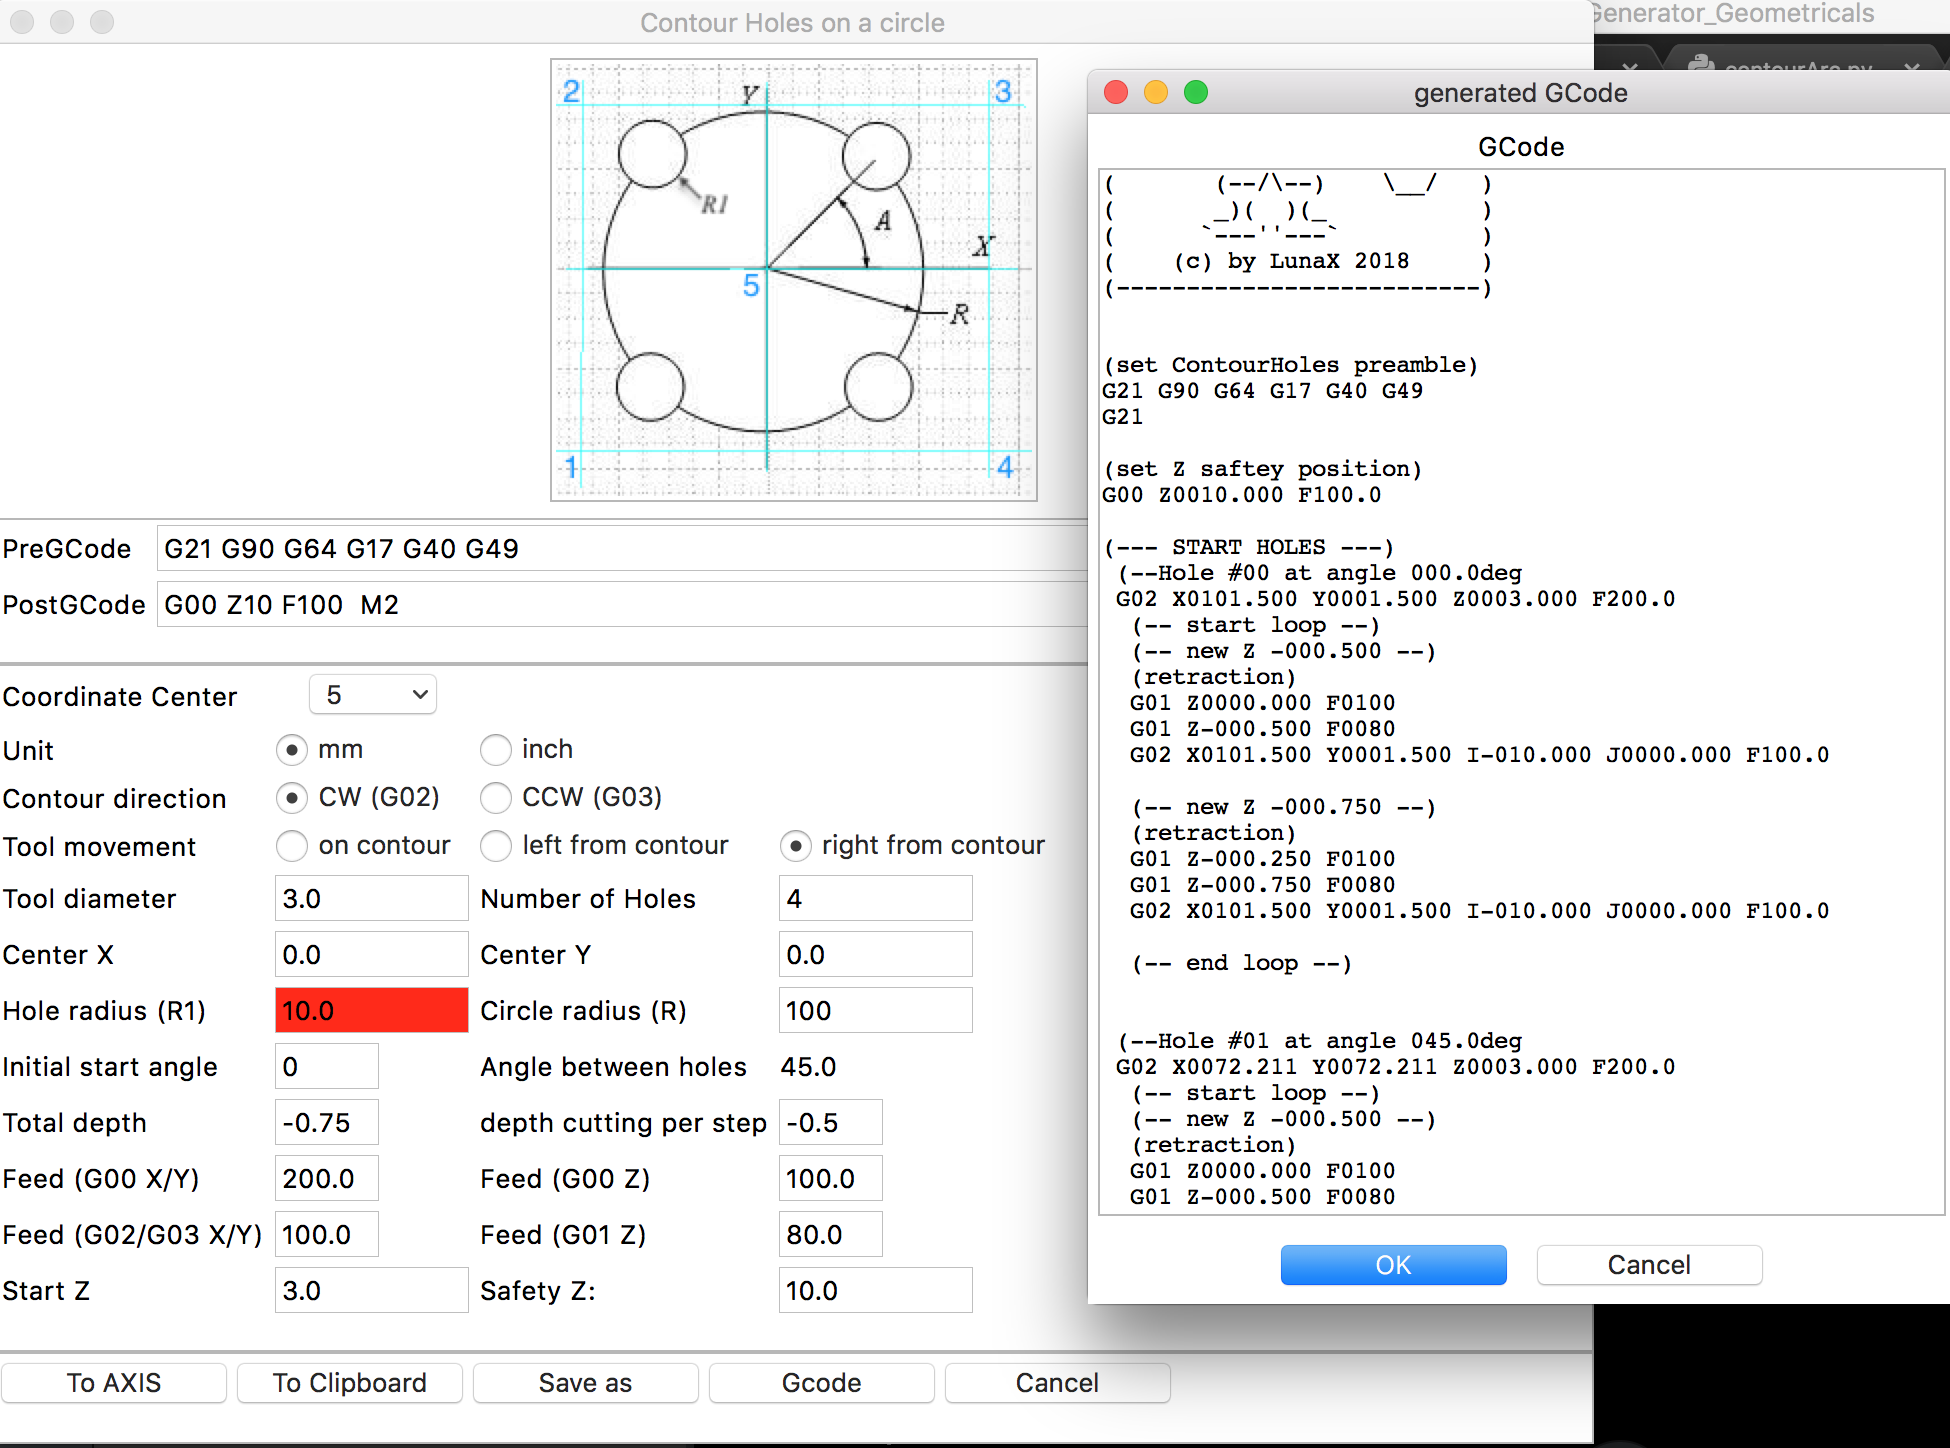 Contour Holes on a circle
2
Y
3
R1
A
X
5
R
1
4
PreGCode G21 G90 G64 G17 G40 G49
PostGCode G00 Z10 F100  M2
Coordinate Center 5
Unit mm inch
Contour direction CW (G02) CCW (G03)
Tool movement on contour left from contour right from contour
Tool diameter 3.0 Number of Holes 4
Center X 0.0 Center Y 0.0
Hole radius (R1) 10.0 Circle radius (R) 100
Initial start angle 0 Angle between holes 45.0
Total depth -0.75 depth cutting per step -0.5
Feed (G00 X/Y) 200.0 Feed (G00 Z) 100.0
Feed (G02/G03 X/Y) 100.0 Feed (G01 Z) 80.0
Start Z 3.0 Safety Z: 10.0
To AXIS To Clipboard Save as Gcode Cancel
Generator_Geometricals
contourArc.py
generated GCode
GCode
(       (--/\--)    \__/   )
(       _)(  )(_           )
(      `---''---`          )
(    (c) by LunaX 2018     )
(--------------------------)
(set ContourHoles preamble)
G21 G90 G64 G17 G40 G49
G21
(set Z saftey position)
G00 Z0010.000 F100.0
(--- START HOLES ---)
(--Hole #00 at angle 000.0deg
G02 X0101.500 Y0001.500 Z0003.000 F200.0
(-- start loop --)
(-- new Z -000.500 --)
(retraction)
G01 Z0000.000 F0100
G01 Z-000.500 F0080
G02 X0101.500 Y0001.500 I-010.000 J0000.000 F100.0
(-- new Z -000.750 --)
(retraction)
G01 Z-000.250 F0100
G01 Z-000.750 F0080
G02 X0101.500 Y0001.500 I-010.000 J0000.000 F100.0
(-- end loop --)
(--Hole #01 at angle 045.0deg
G02 X0072.211 Y0072.211 Z0003.000 F200.0
(-- start loop --)
(-- new Z -000.500 --)
(retraction)
G01 Z0000.000 F0100
G01 Z-000.500 F0080
OK Cancel